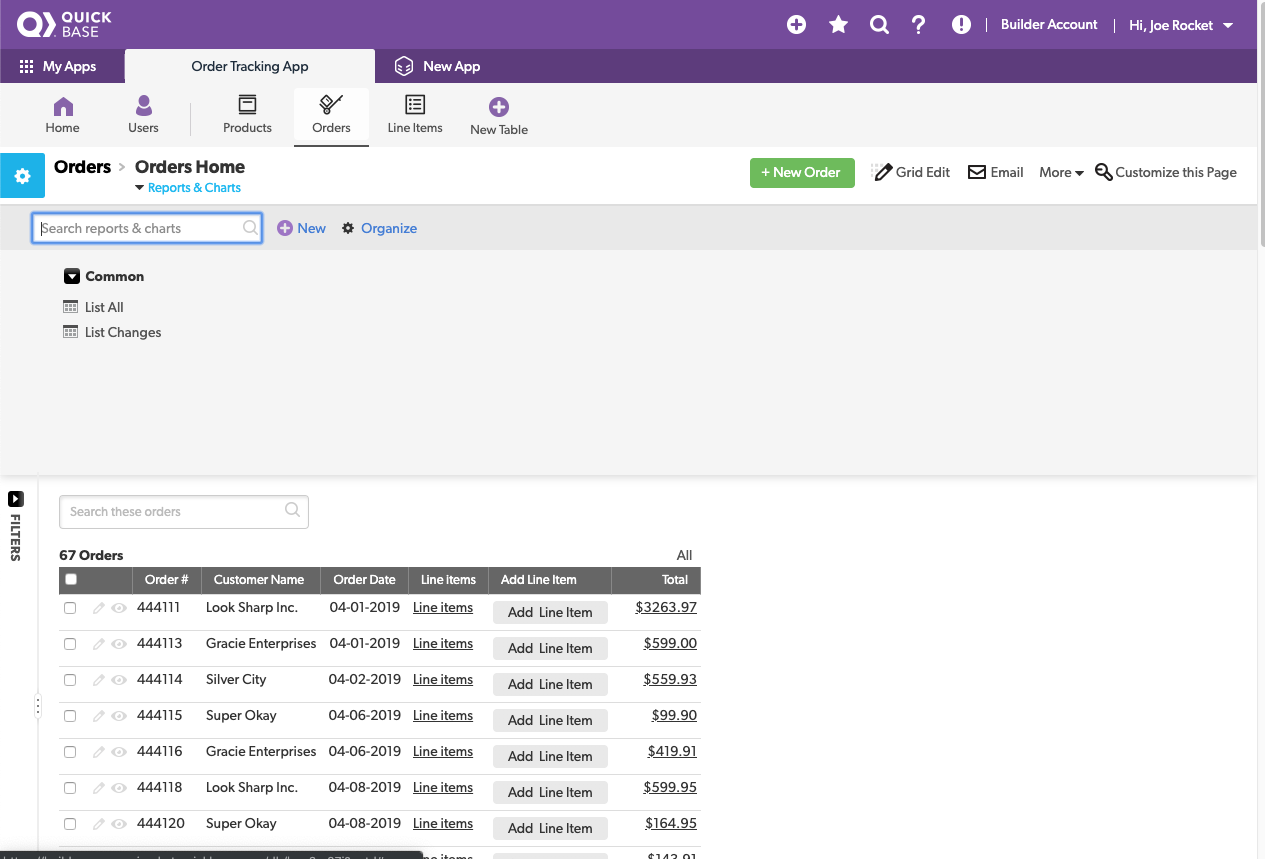 QUICK BASE
Builder Account
Hi, Joe Rocket
My Apps
Order Tracking App
New App
Home
Users
Products
Orders
Line Items
New Table
Orders > Orders Home
Reports & Charts
+ New Order
Grid Edit
Email
More
Customize this Page
Search reports & charts
New
Organize
Common
List All
List Changes
FILTERS
Search these orders
67 Orders
All
Order # Customer Name Order Date Line items Add Line Item Total
444111 Look Sharp Inc. 04-01-2019 Line items Add Line Item $3263.97
444113 Gracie Enterprises 04-01-2019 Line items Add Line Item $599.00
444114 Silver City 04-02-2019 Line items Add Line Item $559.93
444115 Super Okay 04-06-2019 Line items Add Line Item $99.90
444116 Gracie Enterprises 04-06-2019 Line items Add Line Item $419.91
444118 Look Sharp Inc. 04-08-2019 Line items Add Line Item $599.95
444120 Super Okay 04-08-2019 Line items Add Line Item $164.95